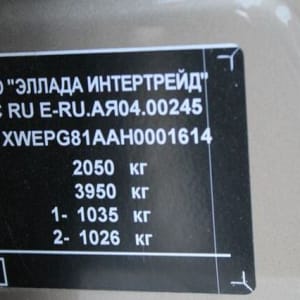 О "ЭЛЛАДА ИНТЕРТРЕЙД"
C RU E-RU.АЯ04.00245
XWEPG81AAH0001614
2050 кг
3950 кг
1- 1035 кг
2- 1026 кг